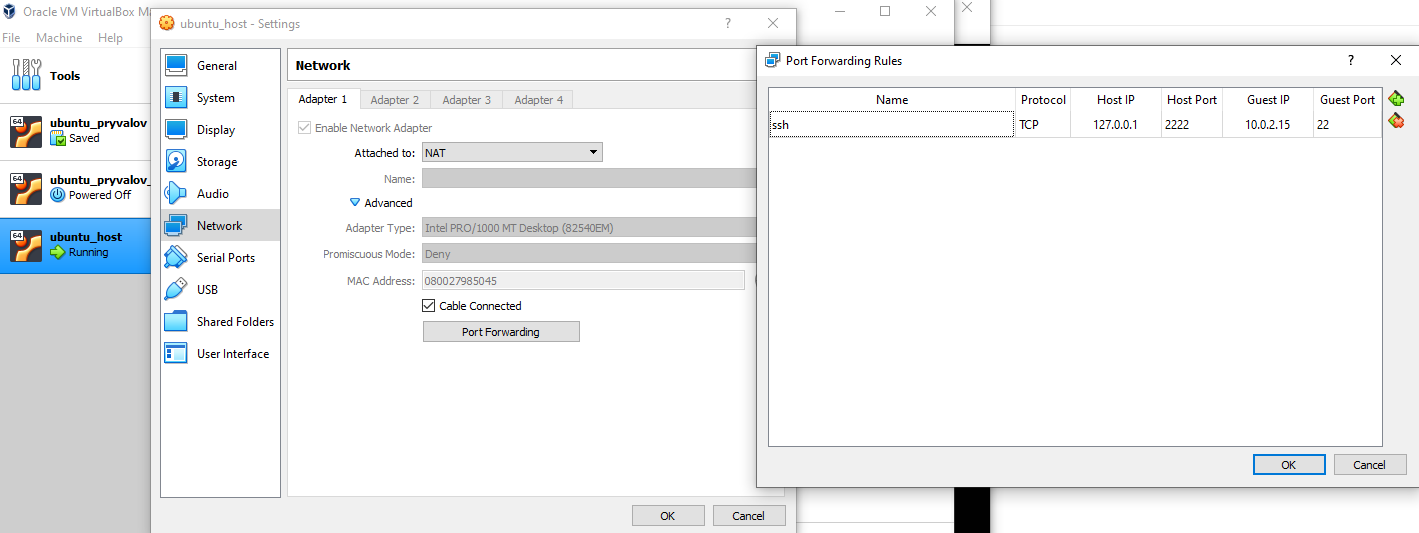 Oracle VM VirtualBox Ma
File Machine Help
Tools
64
ubuntu_pryvalov
Saved
64
ubuntu_pryvalov_
Powered Off
64
ubuntu_host
Running
ubuntu_host - Settings
?
General
System
Display
Storage
Audio
Network
Serial Ports
USB
Shared Folders
User Interface
Network
Adapter 1 Adapter 2 Adapter 3 Adapter 4
Enable Network Adapter
Attached to: NAT
Name:
Advanced
Adapter Type: Intel PRO/1000 MT Desktop (82540EM)
Promiscuous Mode: Deny
MAC Address: 080027985045
Cable Connected
Port Forwarding
OK Cancel
Port Forwarding Rules
?
Name Protocol Host IP Host Port Guest IP Guest Port
ssh TCP 127.0.0.1 2222 10.0.2.15 22
OK Cancel